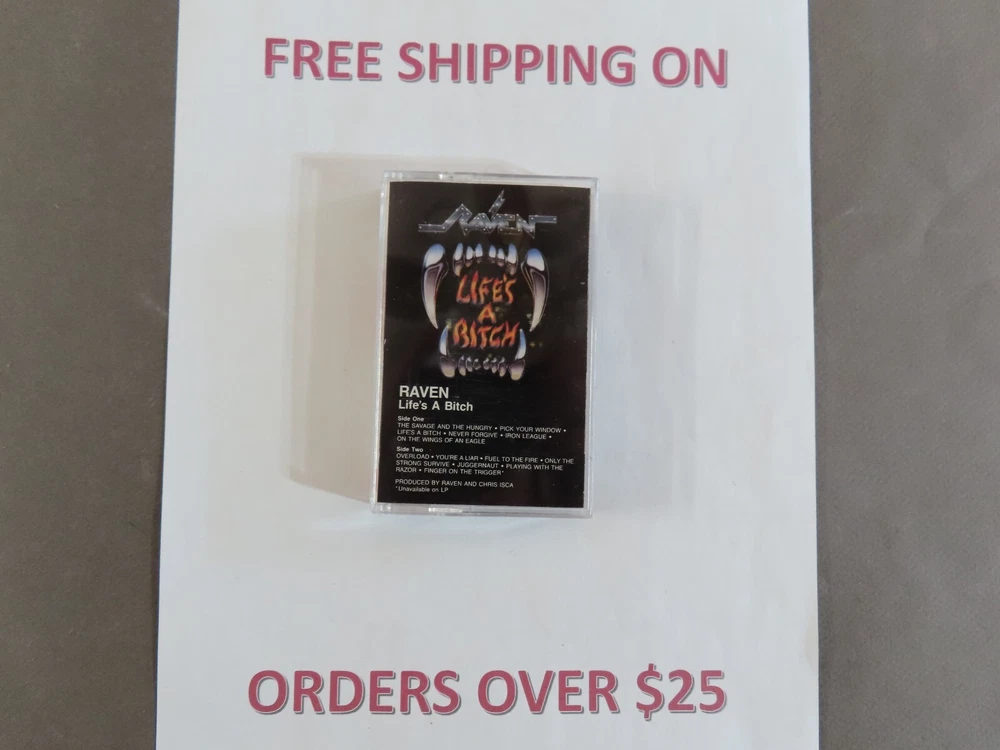 FREE SHIPPING ON
RAVEN
LIFE'S
A
BITCH
RAVEN
Life's A Bitch
Side One
THE SAVAGE AND THE HUNGRY • PICK YOUR WINDOW •
LIFE'S A BITCH • NEVER FORGIVE • IRON LEAGUE •
ON THE WINGS OF AN EAGLE
Side Two
OVERLOAD • YOU'RE A LIAR • FUEL TO THE FIRE • ONLY THE
STRONG SURVIVE • JUGGERNAUT • PLAYING WITH THE
RAZOR • FINGER ON THE TRIGGER*
PRODUCED BY RAVEN AND CHRIS ISCA
*Unavailable on LP
ORDERS OVER $25